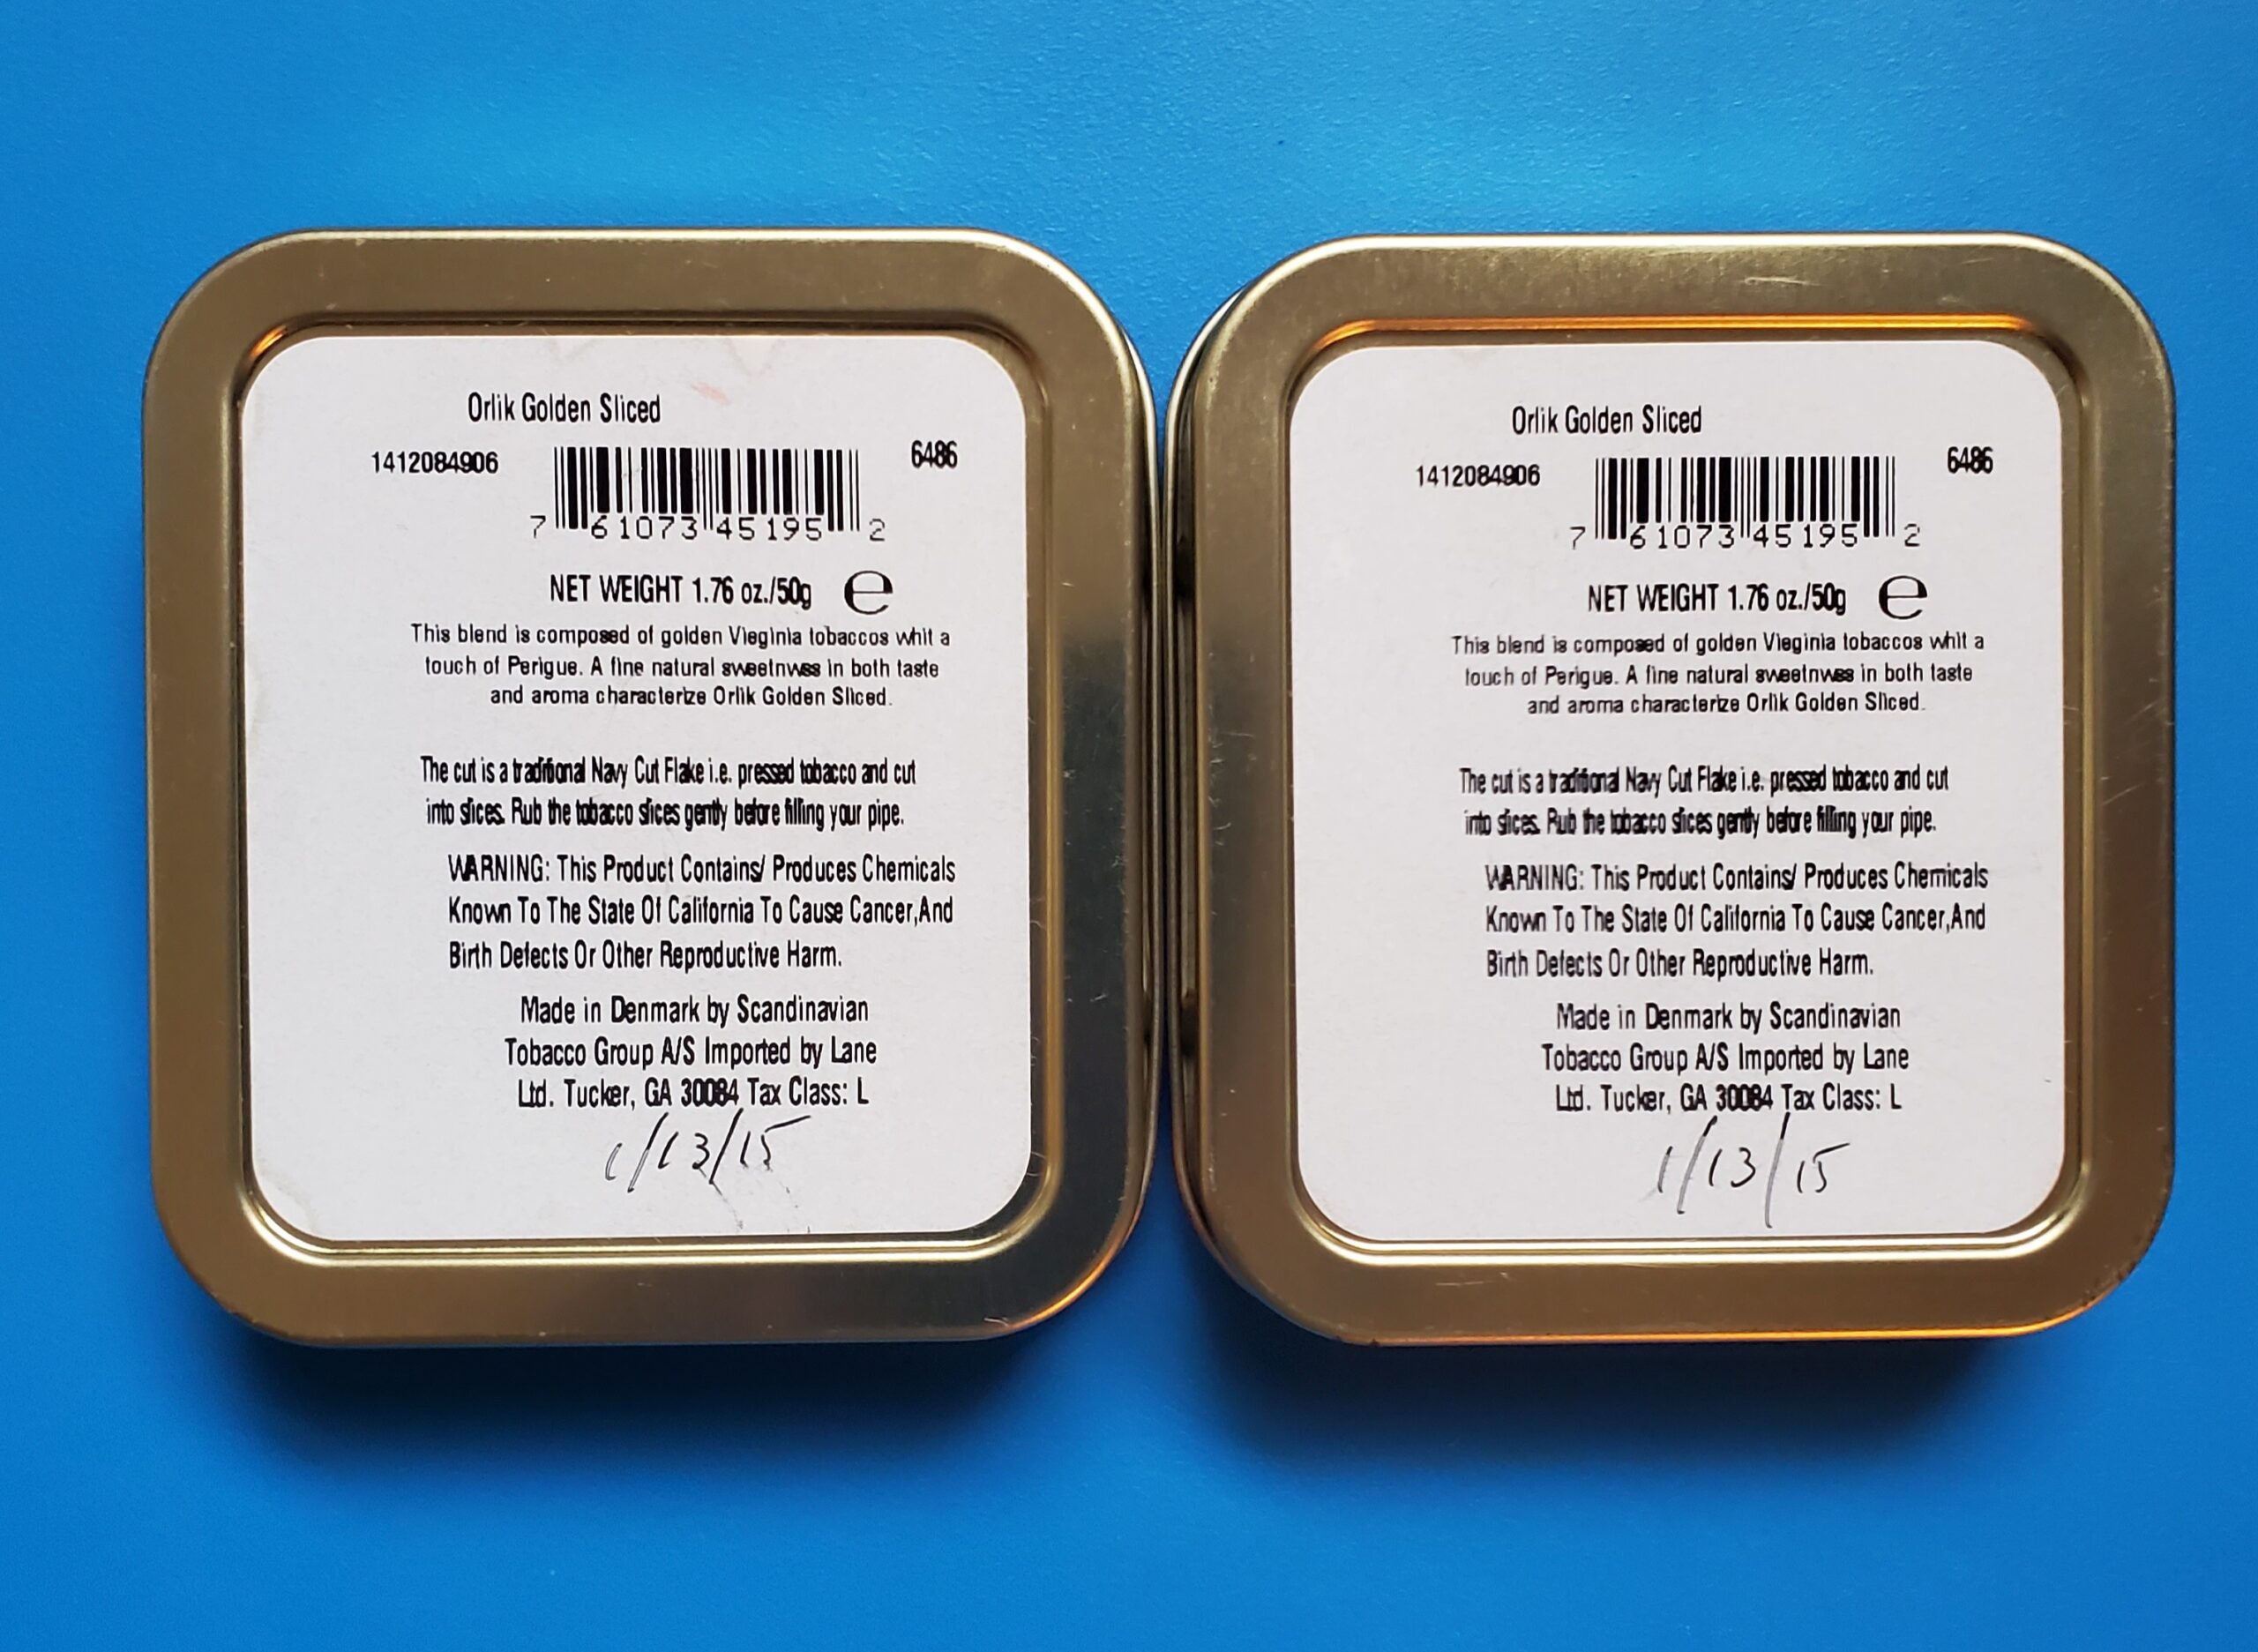 Orlik Golden Sliced
1412084906
6486
7 61073 45195 2
NET WEIGHT 1.76 oz./50g ℮
This blend is composed of golden Vieginia tobaccos whit a
touch of Perigue. A fine natural sweetnwss in both taste
and aroma characterize Orlik Golden Sliced.
The cut is a traditional Navy Cut Flake i.e. pressed tobacco and cut
into slices. Rub the tobacco slices gently before filling your pipe.
WARNING: This Product Contains/ Produces Chemicals
Known To The State Of California To Cause Cancer,And
Birth Defects Or Other Reproductive Harm.
Made in Denmark by Scandinavian
Tobacco Group A/S Imported by Lane
Ltd. Tucker, GA 30084 Tax Class: L
1/13/15
Orlik Golden Sliced
1412084906
6486
7 61073 45195 2
NET WEIGHT 1.76 oz./50g ℮
This blend is composed of golden Vieginia tobaccos whit a
touch of Perigue. A fine natural sweetnwss in both taste
and aroma characterize Orlik Golden Sliced.
The cut is a traditional Navy Cut Flake i.e. pressed tobacco and cut
into slices. Rub the tobacco slices gently before filling your pipe.
WARNING: This Product Contains/ Produces Chemicals
Known To The State Of California To Cause Cancer,And
Birth Defects Or Other Reproductive Harm.
Made in Denmark by Scandinavian
Tobacco Group A/S Imported by Lane
Ltd. Tucker, GA 30084 Tax Class: L
1/13/15